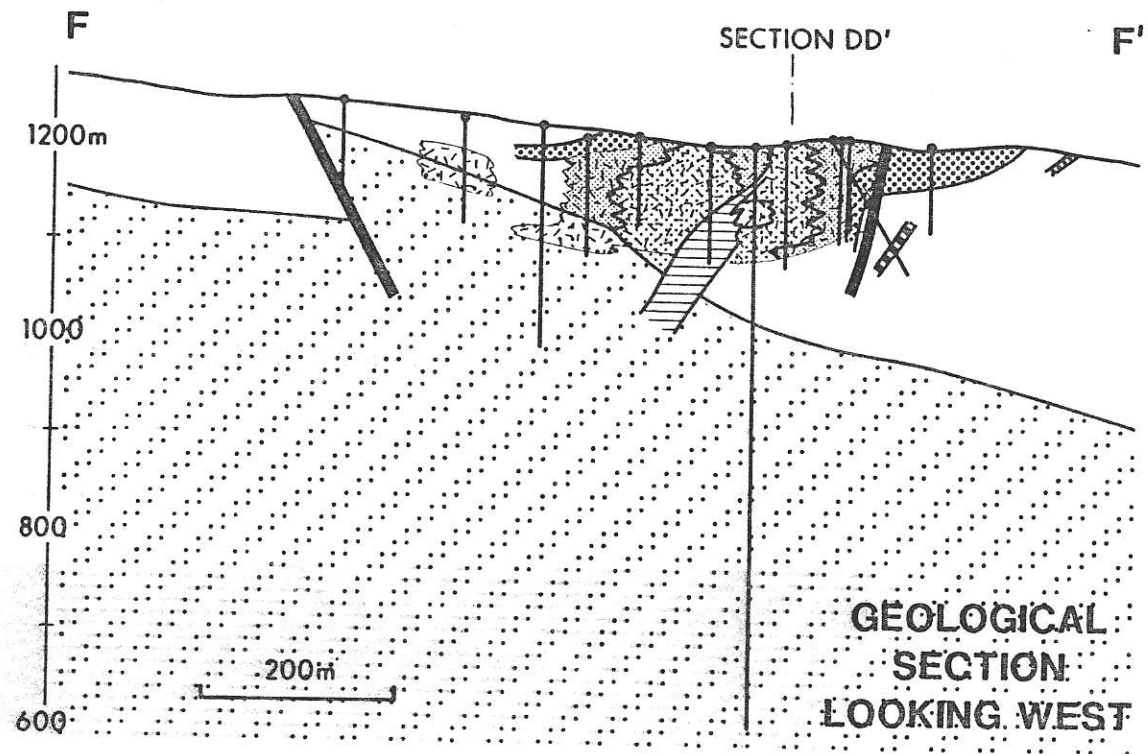 F
SECTION DD'
F'
1200m
1000
800
600
200m
GEOLOGICAL
SECTION
LOOKING WEST